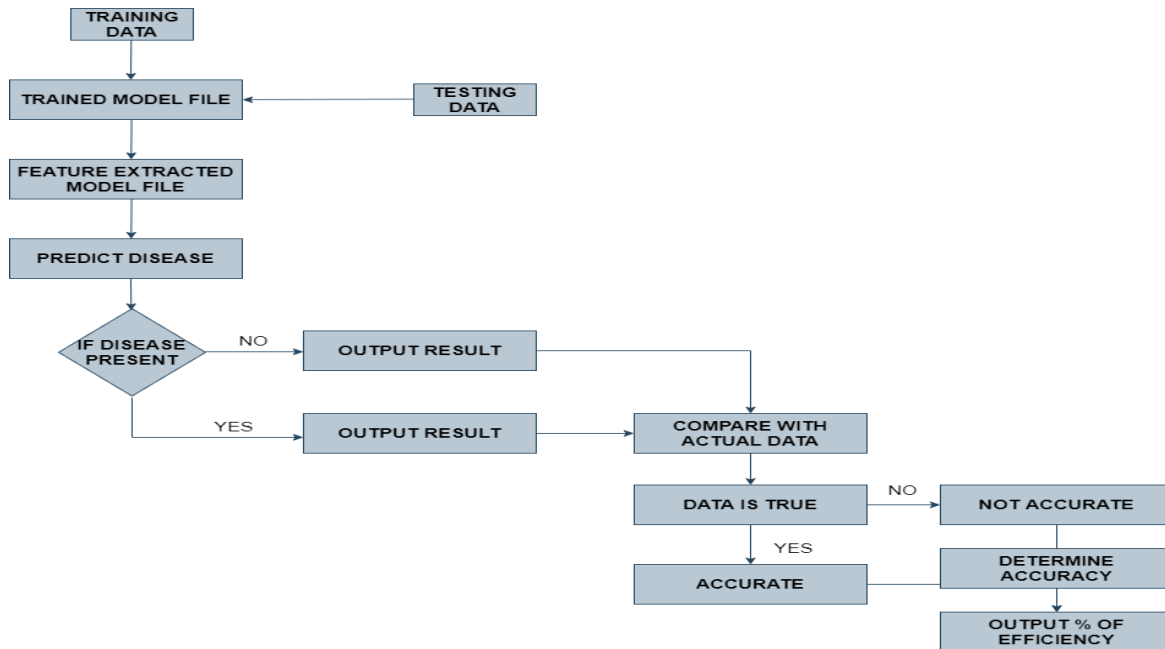 TRAINING
DATA
TRAINED MODEL FILE
TESTING
DATA
FEATURE EXTRACTED
MODEL FILE
PREDICT DISEASE
IF DISEASE
PRESENT
NO
OUTPUT RESULT
YES
OUTPUT RESULT
COMPARE WITH
ACTUAL DATA
DATA IS TRUE
NO
NOT ACCURATE
YES
ACCURATE
DETERMINE
ACCURACY
OUTPUT % OF
EFFICIENCY